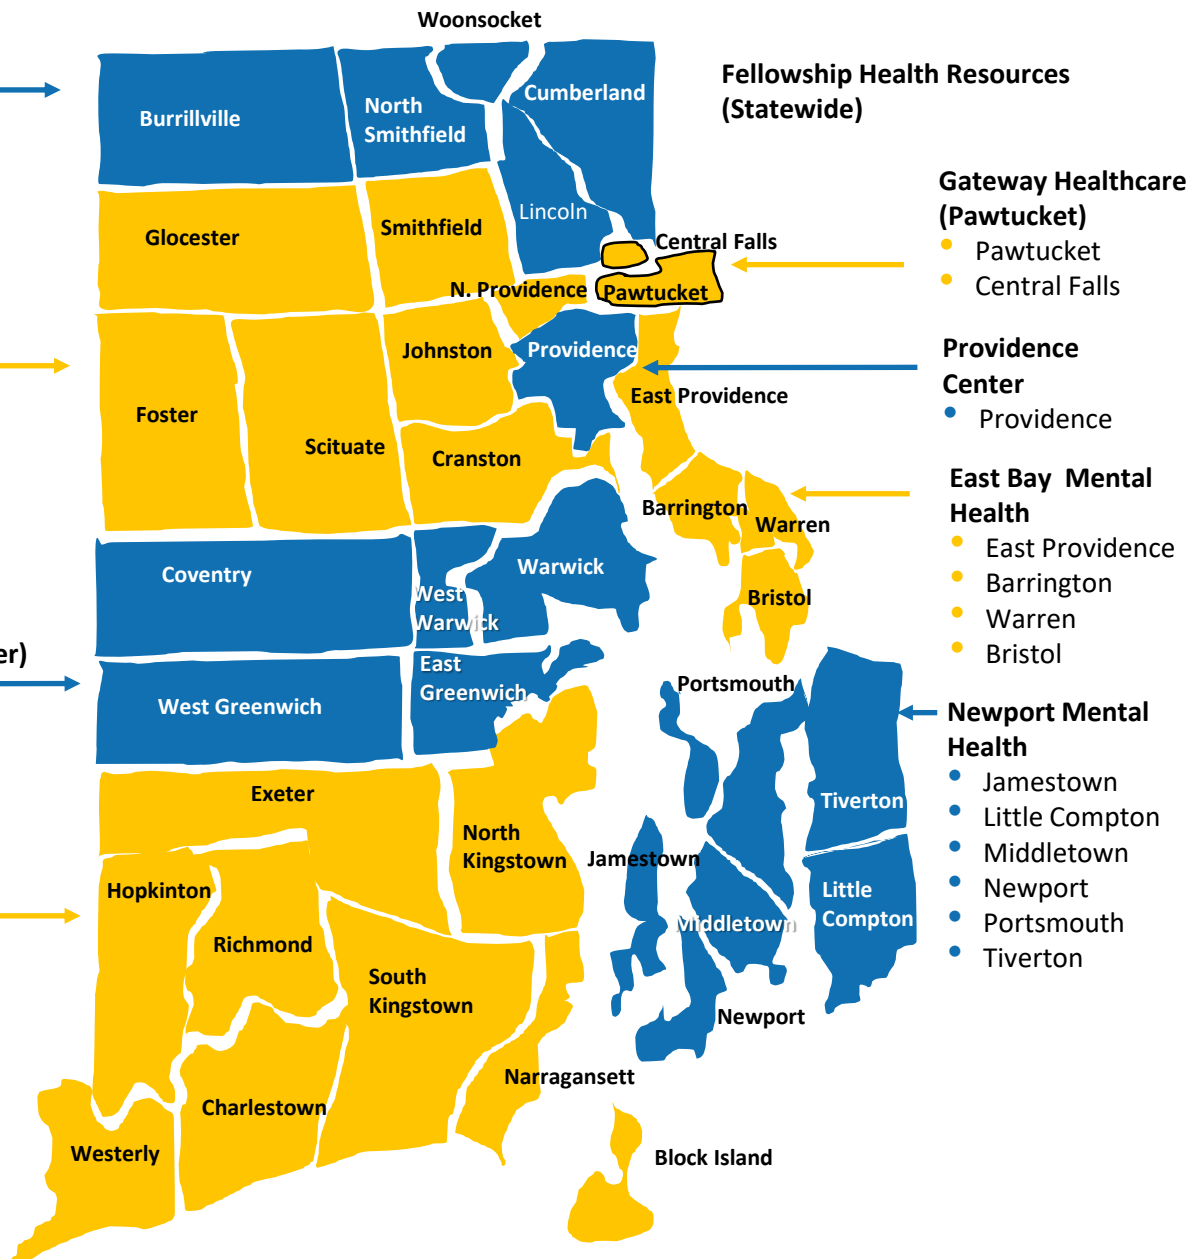 Woonsocket
Fellowship Health Resources
(Statewide)
Burrillville
North
Smithfield
Cumberland
Lincoln
Gateway Healthcare
(Pawtucket)
Pawtucket
Central Falls
Glocester
Smithfield
Central Falls
N. Providence
Pawtucket
Johnston
Providence
Providence
Center
Providence
Foster
Scituate
Cranston
East Providence
East Bay Mental
Health
East Providence
Barrington
Warren
Bristol
Barrington
Warren
Bristol
Coventry
West
Warwick
Warwick
er)
West Greenwich
East
Greenwich
Portsmouth
Newport Mental
Health
Jamestown
Little Compton
Middletown
Newport
Portsmouth
Tiverton
Exeter
North
Kingstown
Jamestown
Tiverton
Hopkinton
Richmond
South
Kingstown
Middletown
Little
Compton
Newport
Narragansett
Charlestown
Westerly
Block Island